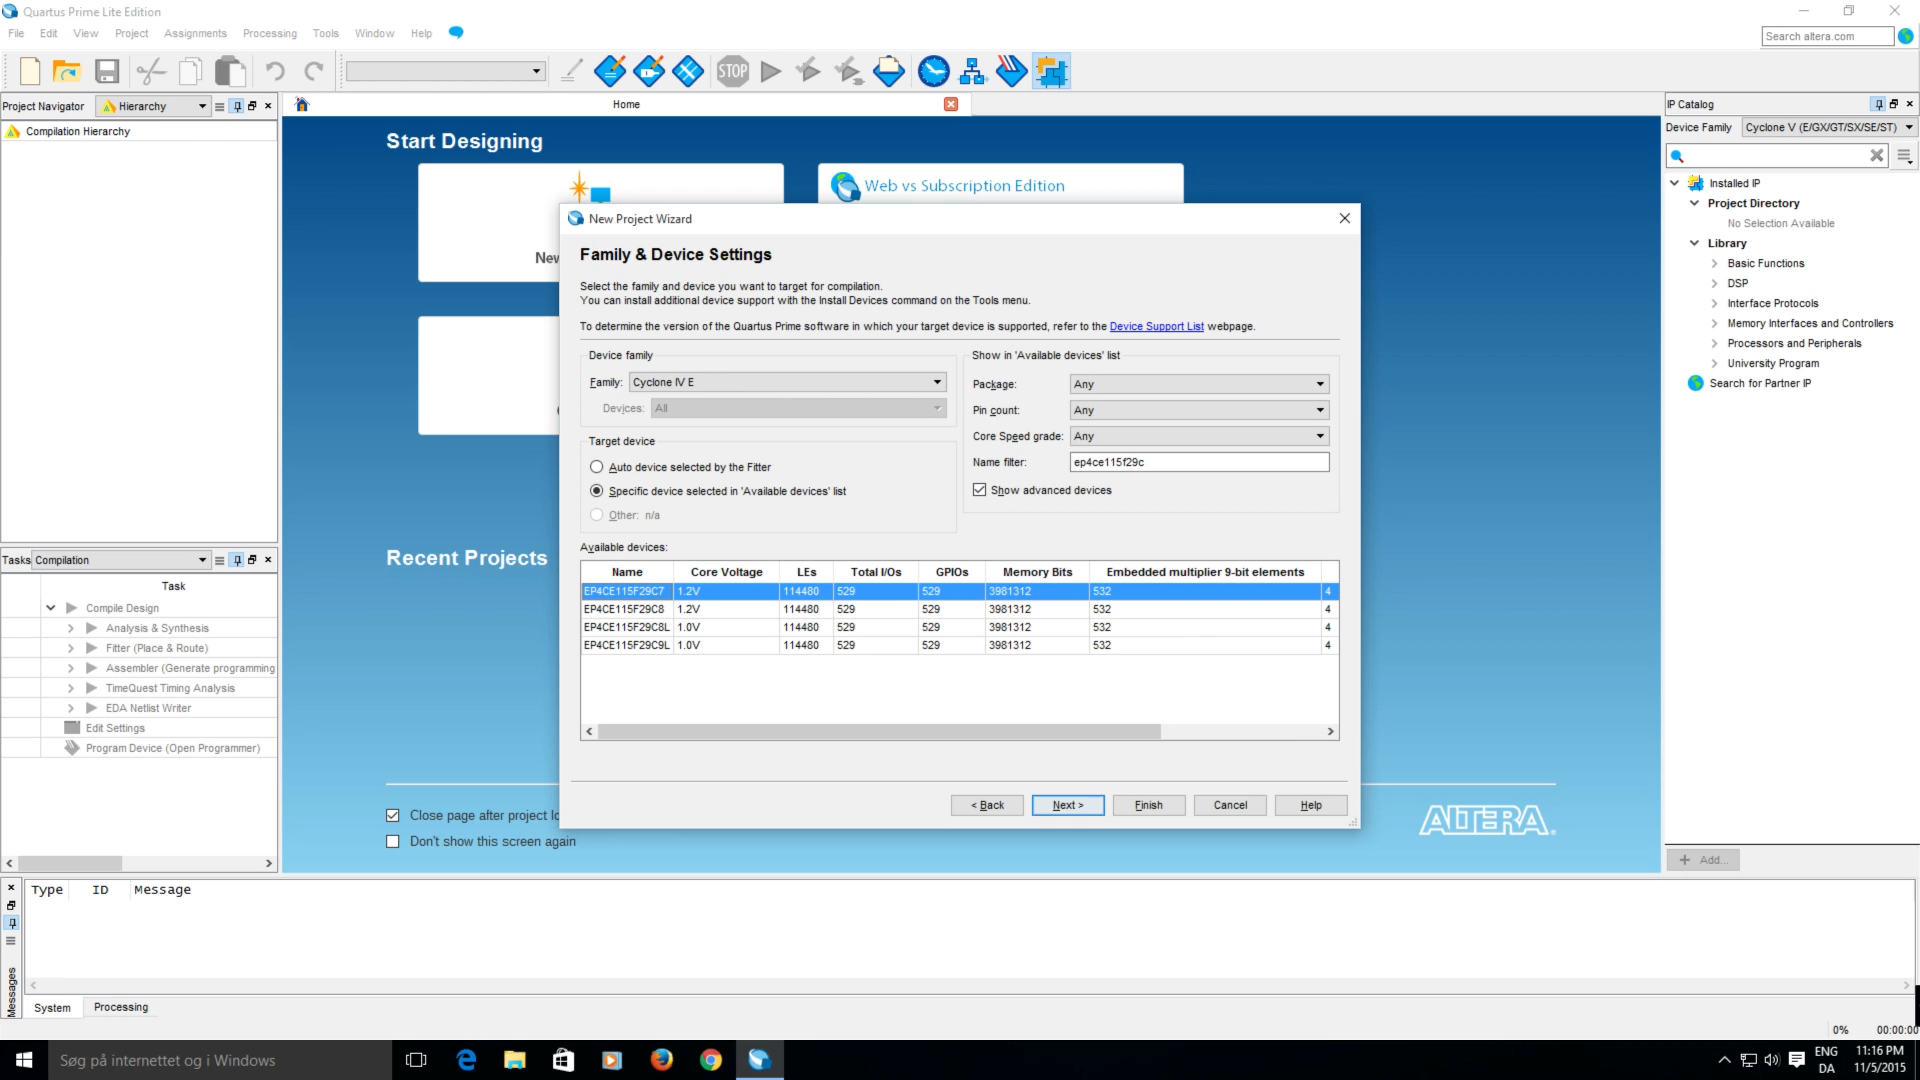 Quartus Prime Lite Edition
File Edit View Project Assignments Processing Tools Window Help
Search altera.com
STOP
Project Navigator Hierarchy
Home
IP Catalog
Compilation Hierarchy
Device Family Cyclone V (E/GX/GT/SX/SE/ST)
Start Designing
Web vs Subscription Edition
Installed IP
Project Directory
No Selection Available
Library
Basic Functions
DSP
Interface Protocols
Memory Interfaces and Controllers
Processors and Peripherals
University Program
Search for Partner IP
New Project Wizard
Family & Device Settings
Select the family and device you want to target for compilation.
You can install additional device support with the Install Devices command on the Tools menu.
To determine the version of the Quartus Prime software in which your target device is supported, refer to the Device Support List webpage.
Device family
Family: Cyclone IV E
Devices: All
Show in 'Available devices' list
Package: Any
Pin count: Any
Core Speed grade: Any
Name filter: ep4ce115f29c
Show advanced devices
Target device
Auto device selected by the Fitter
Specific device selected in 'Available devices' list
Other: n/a
Available devices:
Name Core Voltage LEs Total I/Os GPIOs Memory Bits Embedded multiplier 9-bit elements
EP4CE115F29C7 1.2V 114480 529 529 3981312 532 4
EP4CE115F29C8 1.2V 114480 529 529 3981312 532 4
EP4CE115F29C8L 1.0V 114480 529 529 3981312 532 4
EP4CE115F29C9L 1.0V 114480 529 529 3981312 532 4
< Back Next > Finish Cancel Help
Recent Projects
Tasks Compilation
Task
Compile Design
Analysis & Synthesis
Fitter (Place & Route)
Assembler (Generate programming
TimeQuest Timing Analysis
EDA Netlist Writer
Edit Settings
Program Device (Open Programmer)
Close page after project lo
Don't show this screen again
ALTERA.
Add...
Type ID Message
Messages
System Processing
0% 00:00:00
Søg på internettet og i Windows
ENG
DA
11:16 PM
11/5/2015